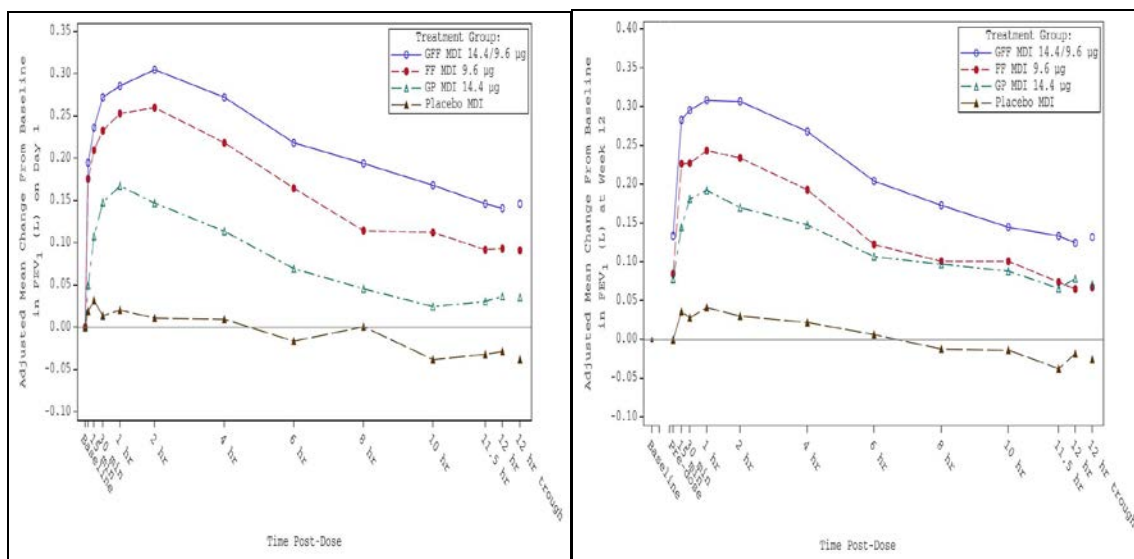 0.35
0.30
0.25
0.20
0.15
0.10
0.05
0.00
-0.05
-0.10
Adjusted Mean Change From Baseline
in FEV₁ (L) on Day 1
Treatment Group:
GFF MDI 14.4/9.6 µg
FF MDI 9.6 µg
GP MDI 14.4 µg
Placebo MDI
Baseline
15 min
30 min
1 hr
2 hr
4 hr
6 hr
8 hr
10 hr
11.5 hr
12 hr
12 hr trough
Time Post-Dose
0.40
0.35
0.30
0.25
0.20
0.15
0.10
0.05
0.00
-0.05
-0.10
Adjusted Mean Change From Baseline
in FEV₁ (L) at Week 12
Treatment Group:
GFF MDI 14.4/9.6 µg
FF MDI 9.6 µg
GP MDI 14.4 µg
Placebo MDI
Baseline
Pre-dose
15 min
30 min
1 hr
2 hr
4 hr
6 hr
8 hr
10 hr
11.5 hr
12 hr
12 hr trough
Time Post-Dose